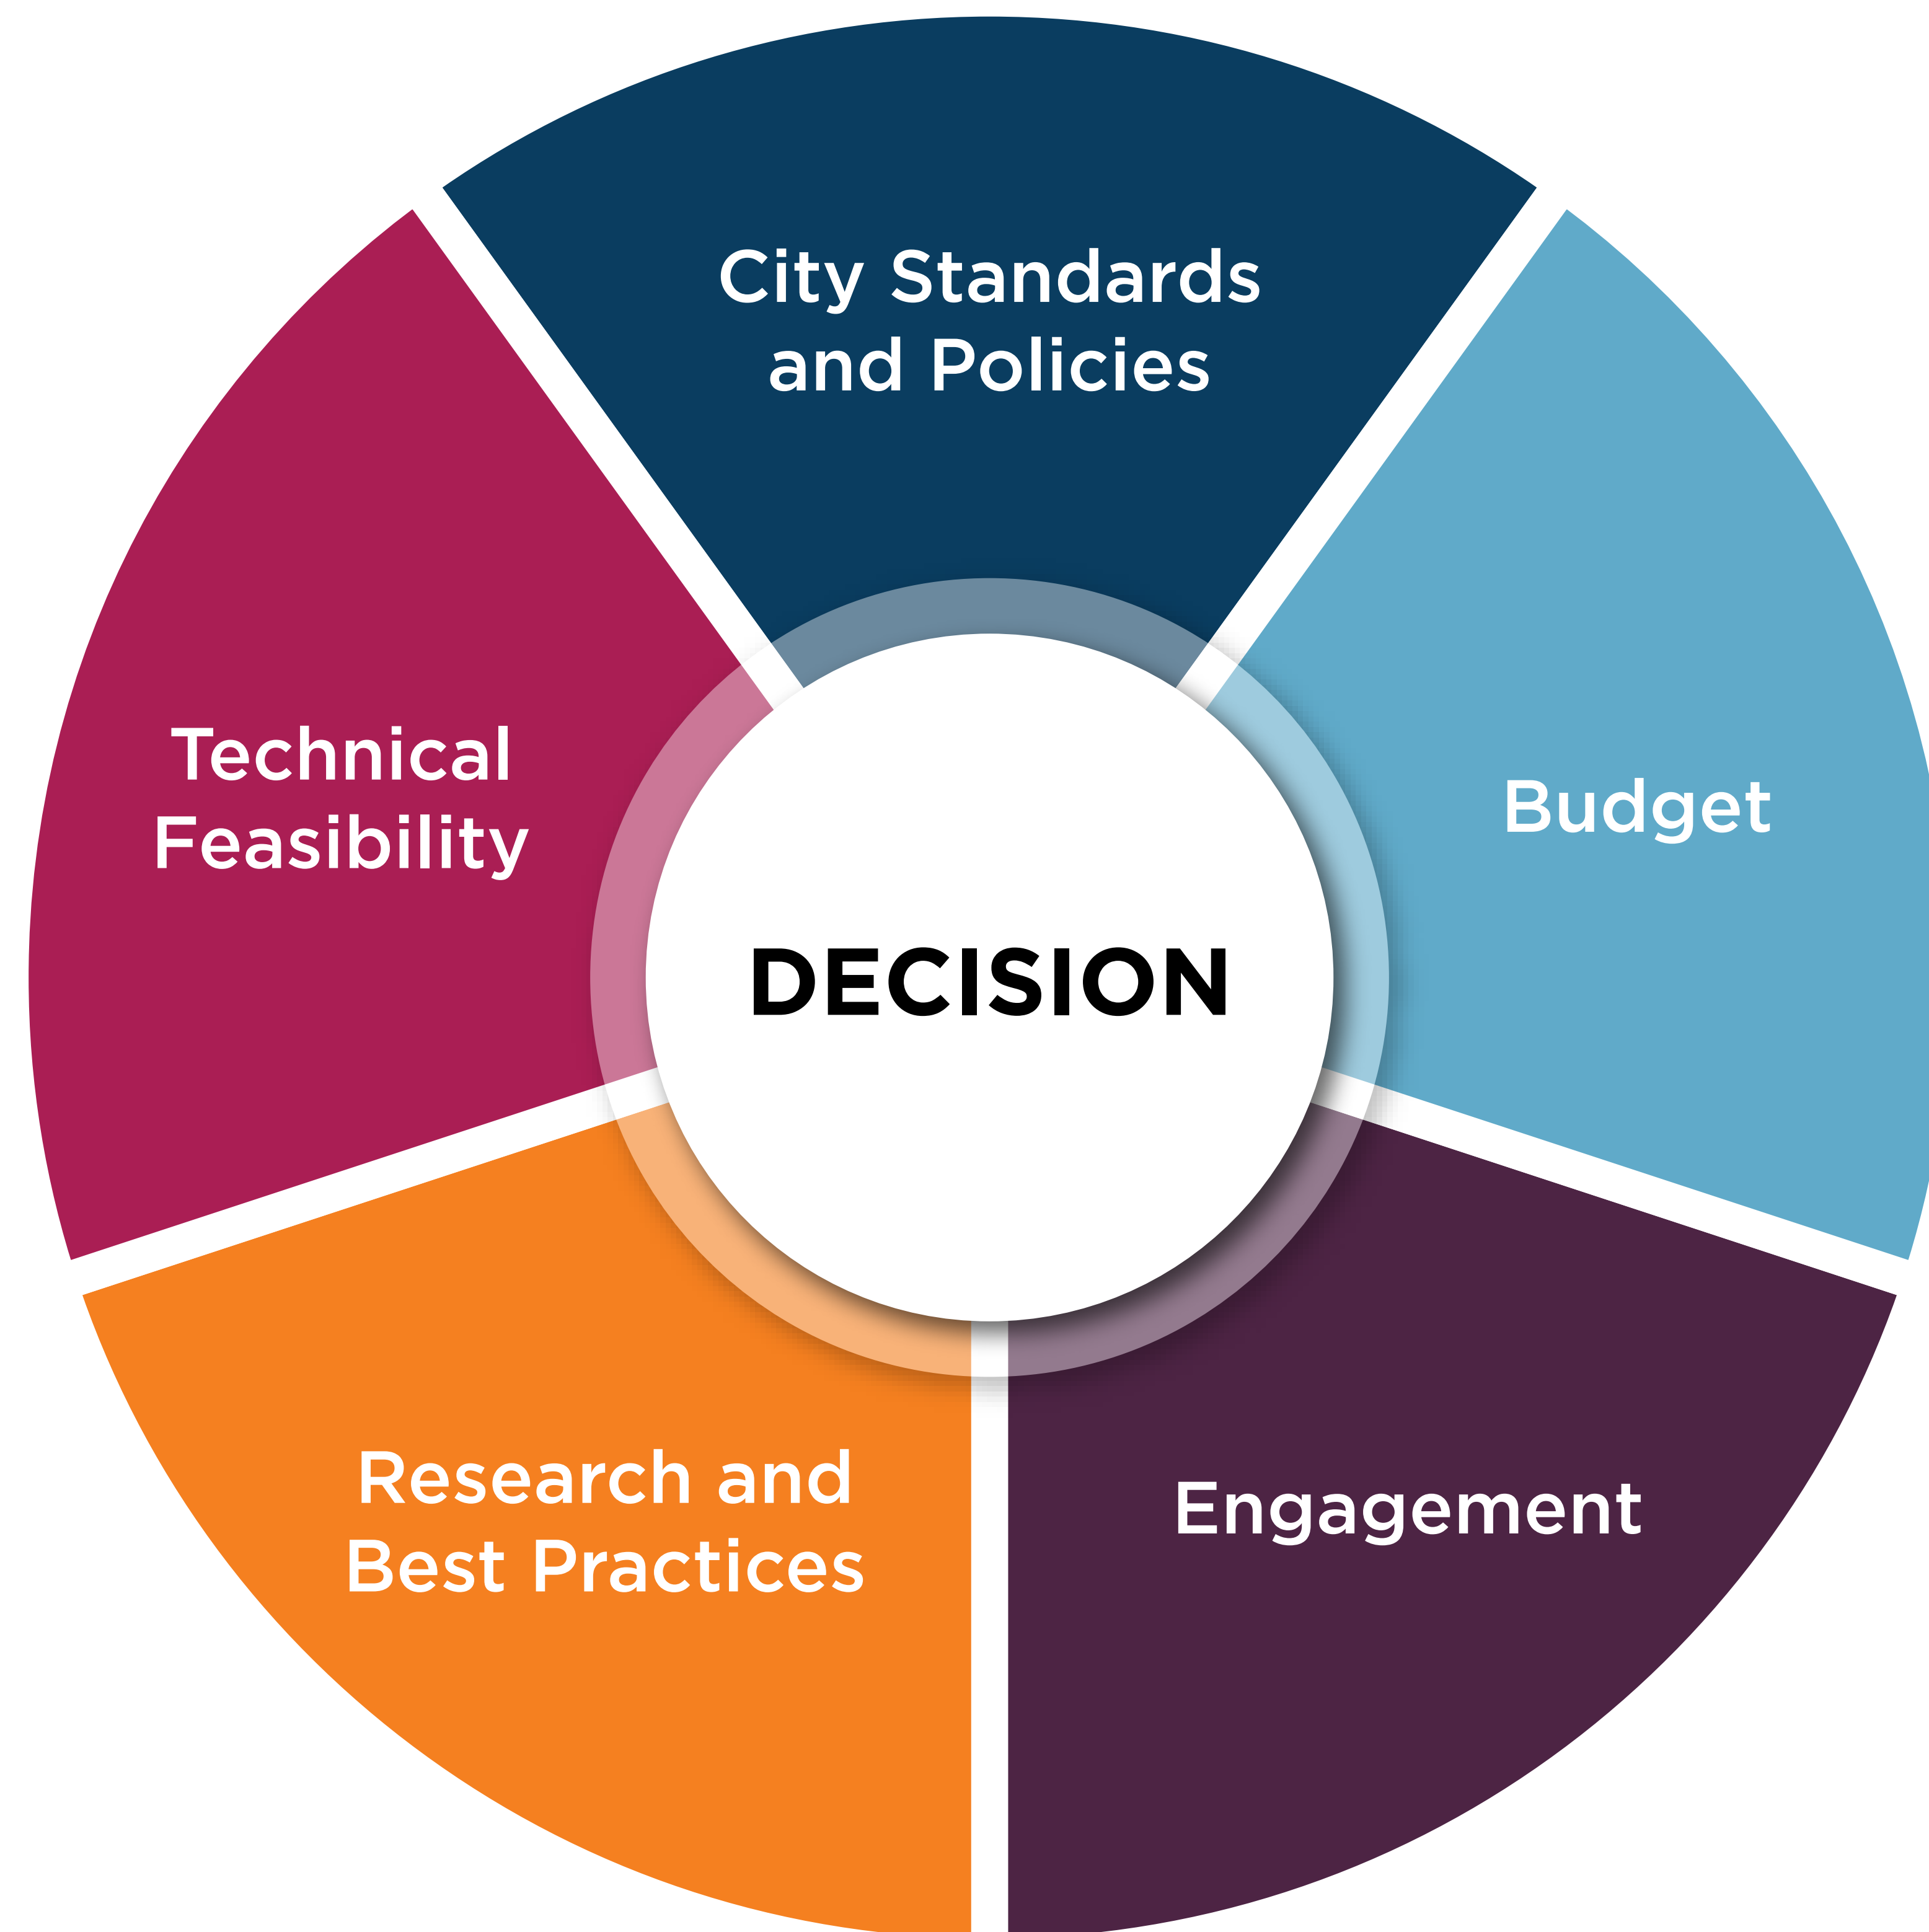 City Standards
and Policies
Technical
Feasibility
Budget
DECISION
Research and
Best Practices
Engagement